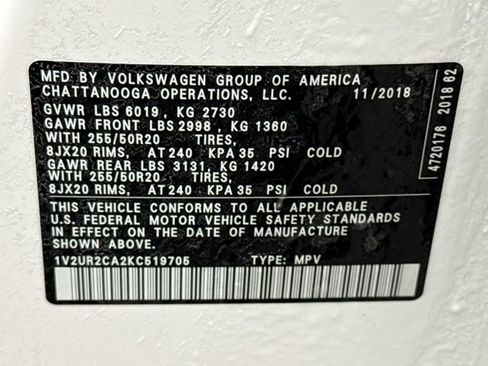 MFD BY VOLKSWAGEN GROUP OF AMERICA
CHATTANOOGA OPERATIONS, LLC. 11/2018
GVWR LBS 6019 , KG 2730
GAWR FRONT LBS 2998 , KG 1360
WITH 255/50R20 TIRES,
8JX20 RIMS, AT 240 KPA 35 PSI COLD
GAWR REAR LBS 3131, KG 1420
WITH 255/50R20 TIRES,
8JX20 RIMS, AT 240 KPA 35 PSI COLD
THIS VEHICLE CONFORMS TO ALL APPLICABLE
U.S. FEDERAL MOTOR VEHICLE SAFETY STANDARDS
IN EFFECT ON THE DATE OF MANUFACTURE
SHOWN ABOVE.
1V2UR2CA2KC519705 TYPE: MPV
4720176 2018 62